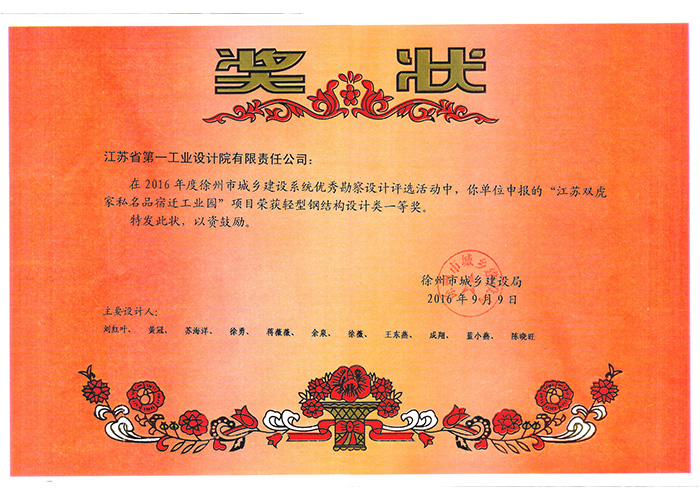 奖状
江苏省第一工业设计院有限责任公司：
在2016年度徐州市城乡建设系统优秀勘察设计评选活动中，你单位申报的“江苏双虎
家私名品宿迁工业园”项目荣获轻型钢结构设计类一等奖。
特发此状，以资鼓励。
徐州市城乡建设局
2016年9月9日
主要设计人：
刘红叶、 黄冠、 苏海洋、 徐勇、 蒋薇薇、 余泉、 徐薇、 王东燕、 成翔、 蓝小燕、 陈晓旺